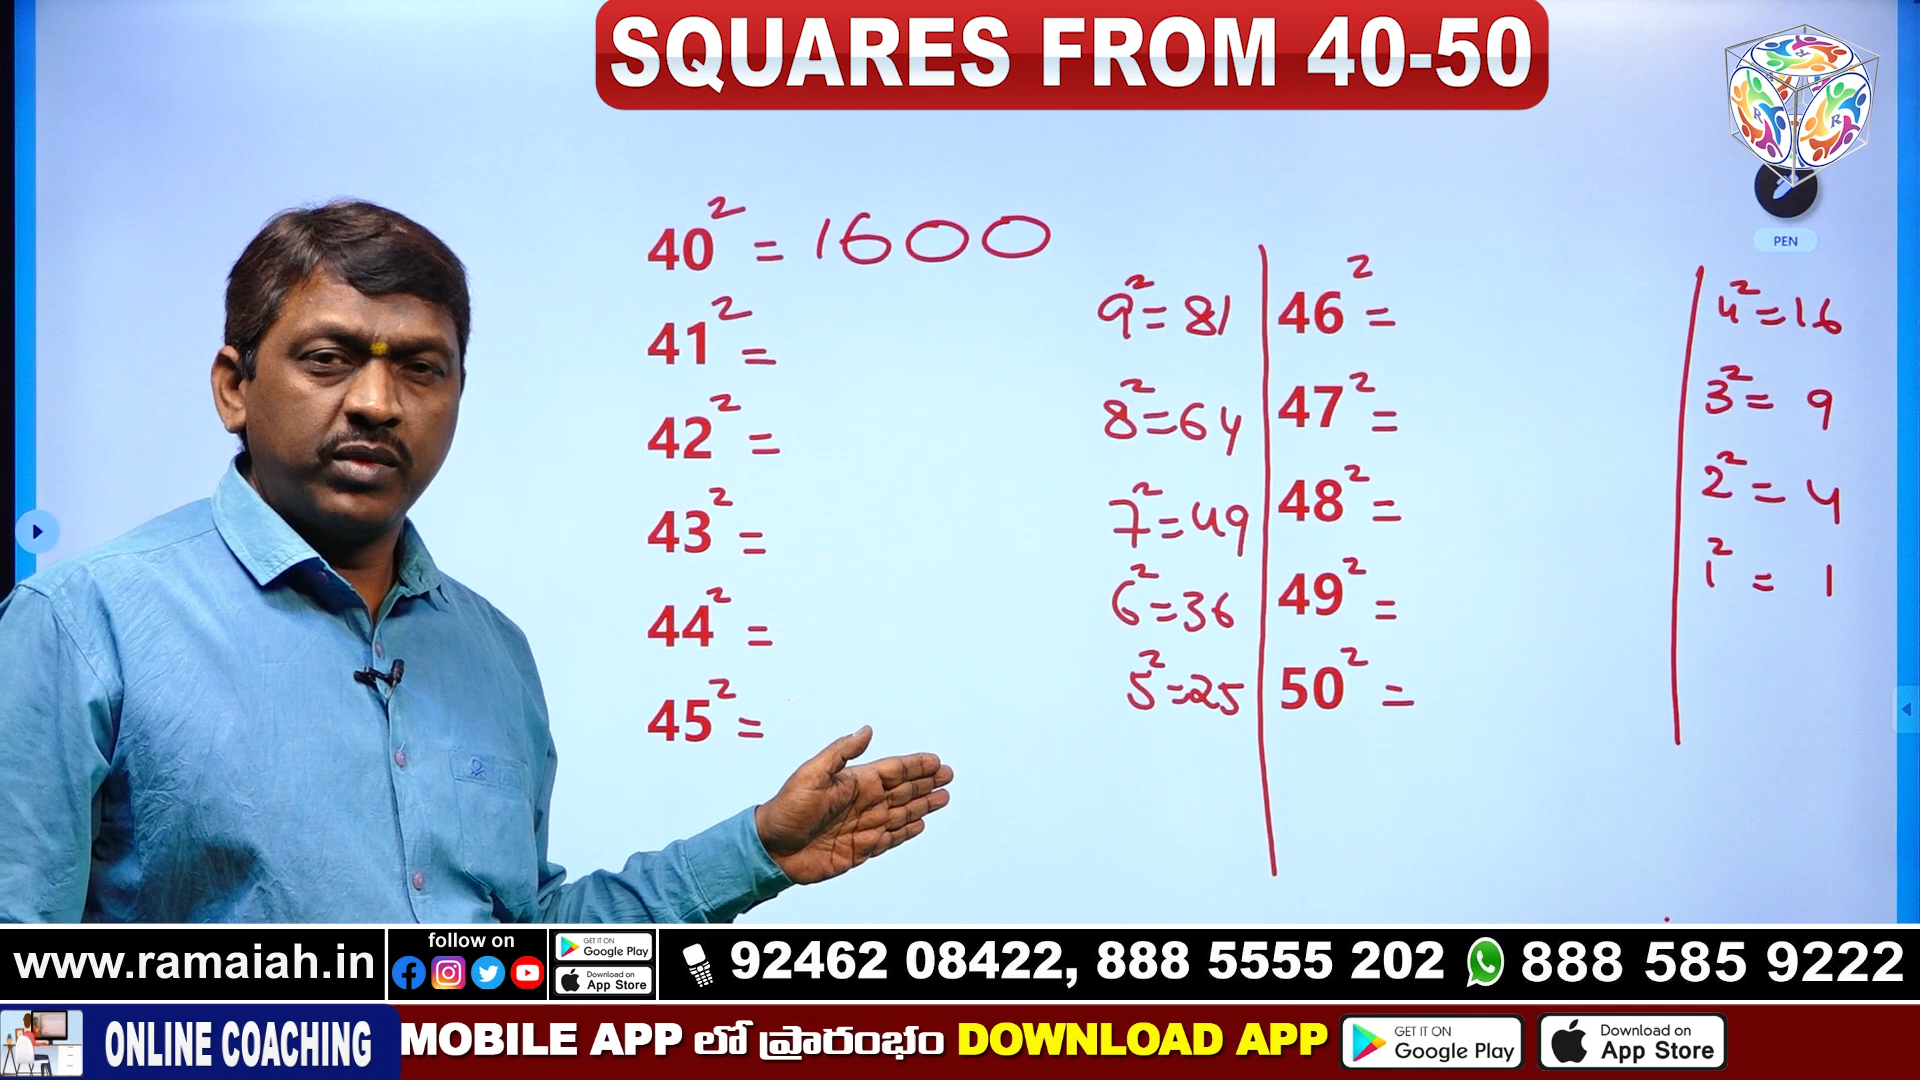 SQUARES FROM 40-50
PEN
40² = 1600
41² =
42² =
43² =
44² =
45² =
9² = 81
8² = 64
7² = 49
6² = 36
5² = 25
46² =
47² =
48² =
49² =
50² =
4² = 16
3² = 9
2² = 4
1² = 1
www.ramaiah.in
follow on
GET IT ON
Google Play
Download on
App Store
92462 08422, 888 5555 202
888 585 9222
ONLINE COACHING
MOBILE APP లో ప్రారంభం DOWNLOAD APP
GET IT ON
Google Play
Download on
App Store